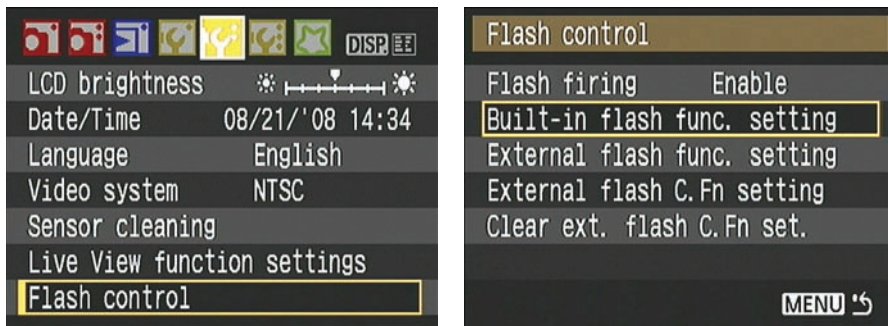 DISP.
LCD brightness
Date/Time 08/21/'08 14:34
Language English
Video system NTSC
Sensor cleaning
Live View function settings
Flash control
Flash control
Flash firing Enable
Built-in flash func. setting
External flash func. setting
External flash C.Fn setting
Clear ext. flash C.Fn set.
MENU